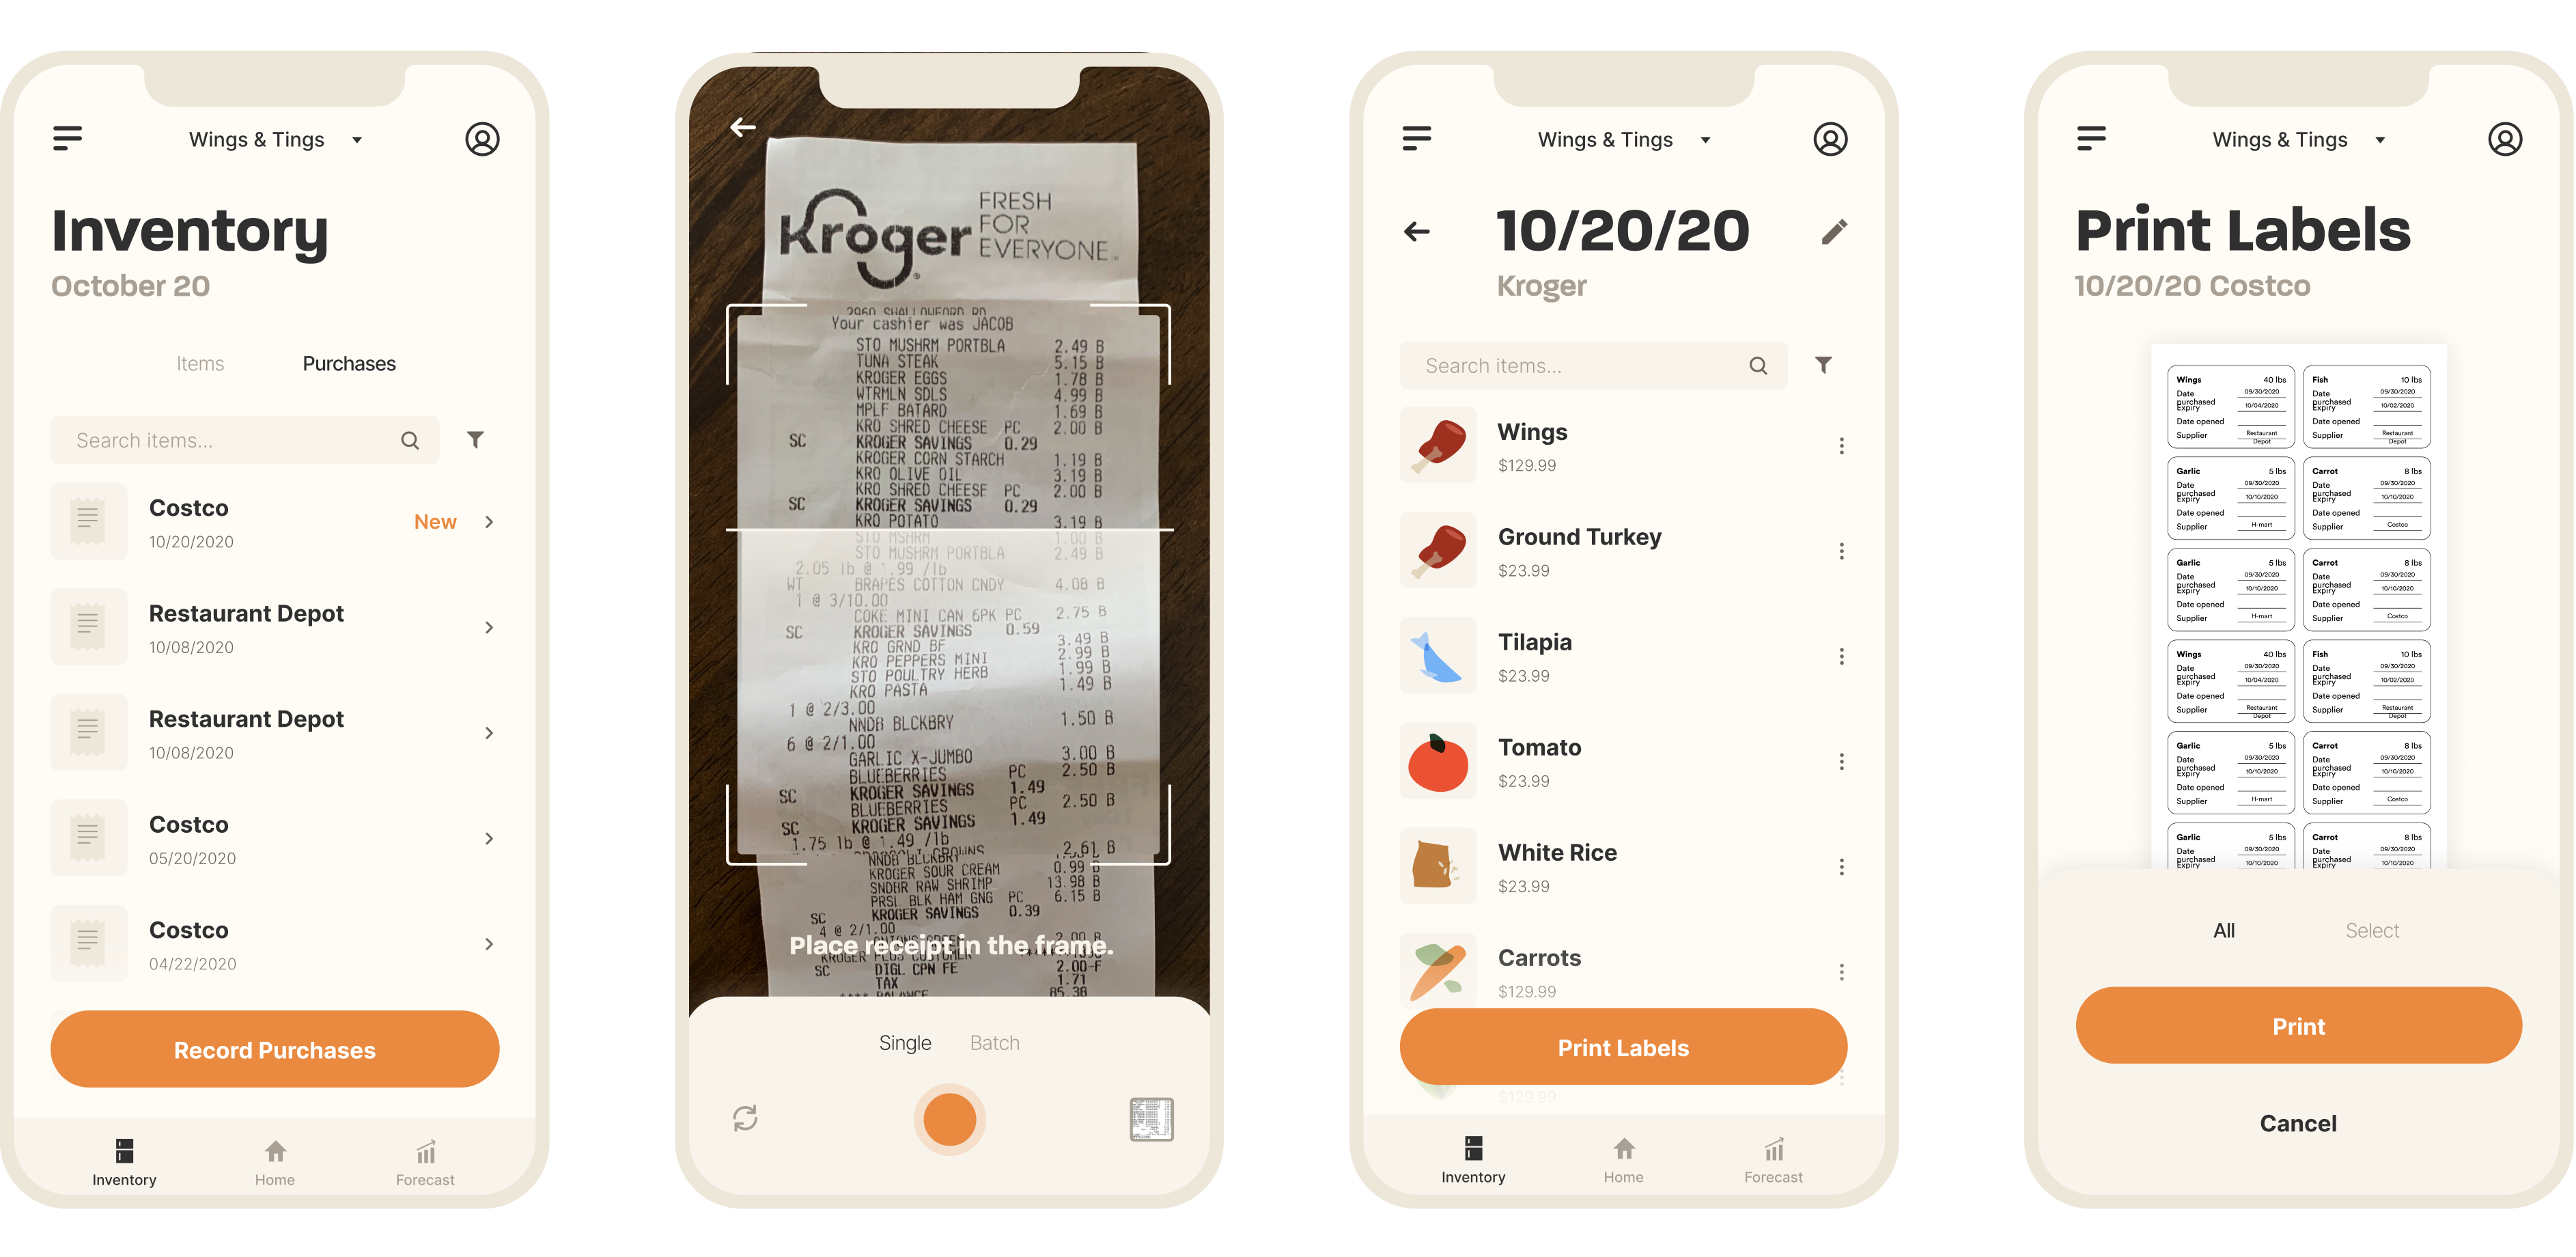 Wings & Tings
Inventory
October 20
Items Purchases
Search items...
Costco
10/20/2020
New
Restaurant Depot
10/08/2020
Restaurant Depot
10/08/2020
Costco
05/20/2020
Costco
04/22/2020
Record Purchases
Inventory Home Forecast
Kroger
FRESH
FOR
EVERYONE
2960 SHALLOWFORD RD
Your cashier was JACOB
STO MUSHRM PORTBLA 2.49 B
TUNA STEAK 5.15 B
KROGER EGGS 1.78 B
WTRMLN SDLS 4.99 B
MPLF BATARD 1.69 B
KRO SHRED CHEESE PC 2.00 B
SC KROGER SAVINGS 0.29
KROGER CORN STARCH 1.19 B
KRO OLIVE OIL 3.19 B
KRO SHRED CHEESE PC 2.00 B
SC KROGER SAVINGS 0.29
KRO POTATO 3.19 B
STO MSHRM 1.00 B
STO MUSHRM PORTBLA 2.49 B
2.05 lb @ 1.99 /lb
WT BRAPES COTTON CNDY 4.08 B
1 @ 3/10.00
COKE MINI CAN 6PK PC 2.75 B
SC KROGER SAVINGS 0.59
KRO GRND BF 3.49 B
KRO PEPPERS MINI 2.99 B
STO POULTRY HERB 1.99 B
KRO PASTA 1.49 B
1 @ 2/3.00
NNDB BLCKBRY 1.50 B
6 @ 2/1.00
GARLIC X-JUMBO 3.00 B
BLUEBERRIES PC 2.50 B
SC KROGER SAVINGS 1.49
BLUEBERRIES PC 2.50 B
SC KROGER SAVINGS 1.49
1.75 lb @ 1.49 /lb
2.61 B
NNDB BLCKBRY
KROGER SOUR CREAM 0.99 B
SNDBR RAW SHRIMP 13.98 B
PRSL BLK HAM GNG PC 6.15 B
SC KROGER SAVINGS 0.39
4 @ 2/1.00
2.00 B
Place receipt in the frame.
KROGER PLUS CUSTOMER
SC DIGL CPN FE 2.00-F
TAX 1.71
**** BALANCE 85.38
Single Batch
Wings & Tings
10/20/20
Kroger
Search items...
Wings
$129.99
Ground Turkey
$23.99
Tilapia
$23.99
Tomato
$23.99
White Rice
$23.99
Carrots
$129.99
Print Labels
$129.99
Inventory Home Forecast
Wings & Tings
Print Labels
10/20/20 Costco
Wings 40 lbs
Date purchased 09/30/2020
Expiry 10/04/2020
Date opened
Supplier Restaurant Depot
Fish 10 lbs
Date purchased 09/30/2020
Expiry 10/02/2020
Date opened
Supplier Restaurant Depot
Garlic 5 lbs
Date purchased 09/30/2020
Expiry 10/10/2020
Date opened
Supplier H-mart
Carrot 8 lbs
Date purchased 09/30/2020
Expiry 10/10/2020
Date opened
Supplier Costco
Garlic 5 lbs
Date purchased 09/30/2020
Expiry 10/10/2020
Date opened
Supplier H-mart
Carrot 8 lbs
Date purchased 09/30/2020
Expiry 10/10/2020
Date opened
Supplier Costco
Wings 40 lbs
Date purchased 09/30/2020
Expiry 10/04/2020
Date opened
Supplier Restaurant Depot
Fish 10 lbs
Date purchased 09/30/2020
Expiry 10/02/2020
Date opened
Supplier Restaurant Depot
Garlic 5 lbs
Date purchased 09/30/2020
Expiry 10/10/2020
Date opened
Supplier H-mart
Carrot 8 lbs
Date purchased 09/30/2020
Expiry 10/10/2020
Date opened
Supplier Costco
Garlic 5 lbs
Date purchased 09/30/2020
Expiry 10/10/2020
Carrot 8 lbs
Date purchased 09/30/2020
Expiry 10/10/2020
All Select
Print
Cancel